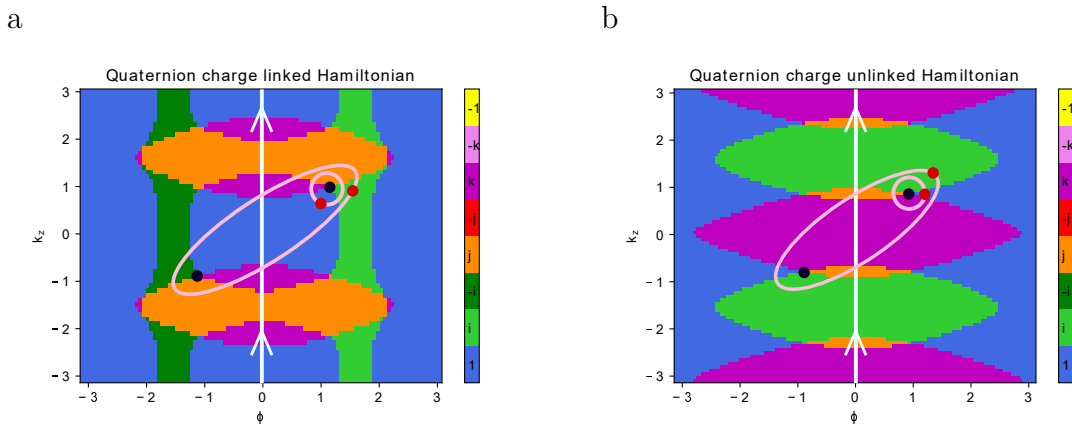 a
b
Quaternion charge linked Hamiltonian
3
2
1
0
−1
−2
−3
k_z
−3
−2
−1
0
1
2
3
ϕ
-1
-k
k
-j
j
-i
i
1
Quaternion charge unlinked Hamiltonian
3
2
1
0
−1
−2
−3
k_z
−3
−2
−1
0
1
2
3
ϕ
-1
-k
k
-j
j
-i
i
1